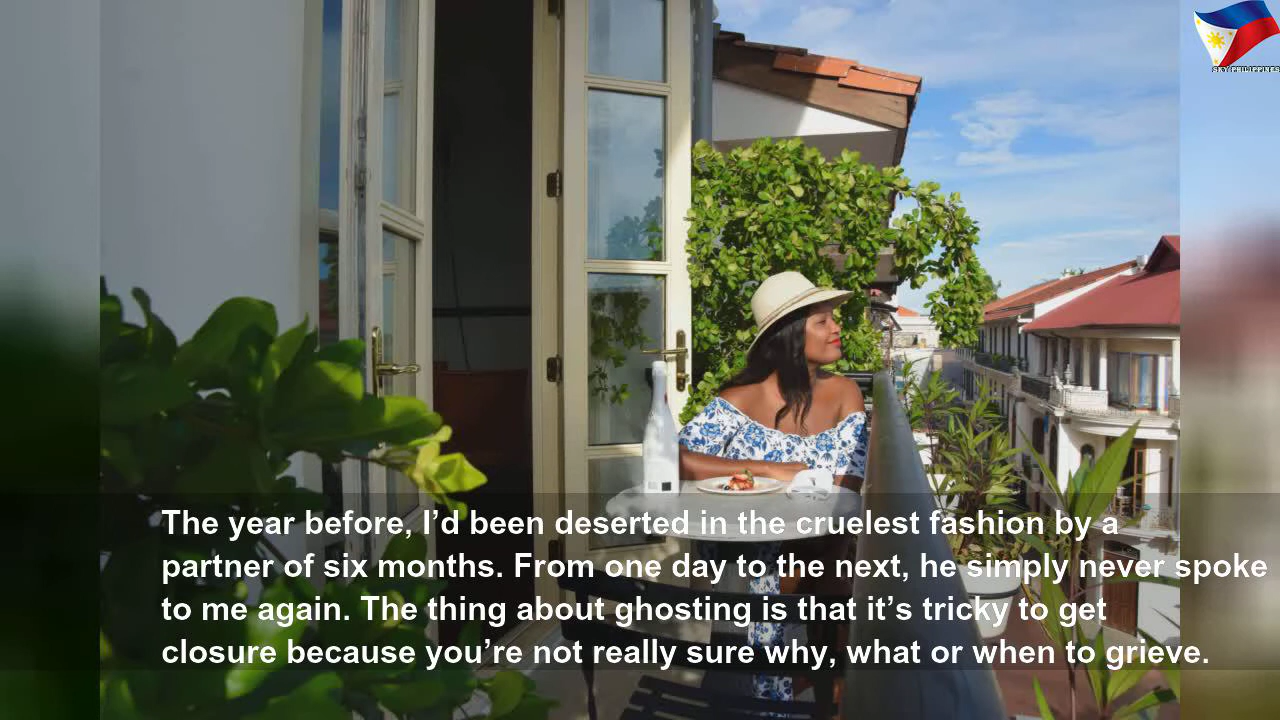 SKY PHILIPPINES
The year before, I’d been deserted in the cruelest fashion by a
partner of six months. From one day to the next, he simply never spoke
to me again. The thing about ghosting is that it’s tricky to get
closure because you’re not really sure why, what or when to grieve.